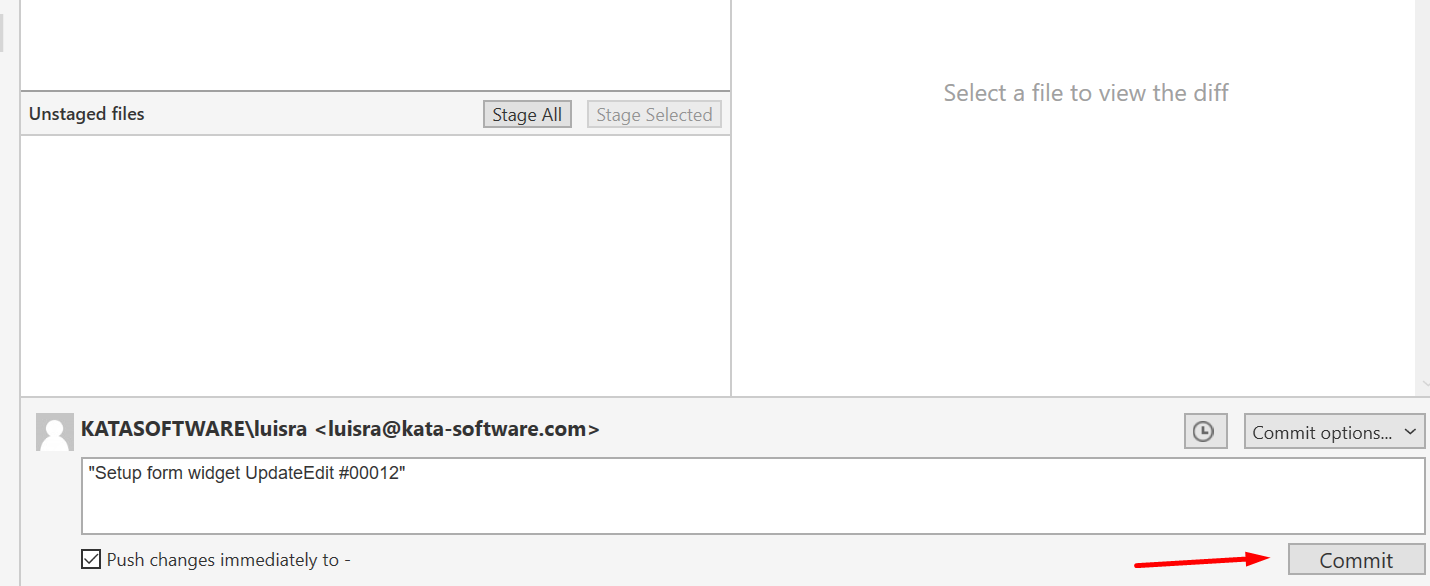 Select a file to view the diff
Unstaged files Stage All Stage Selected
KATASOFTWARE\luisra <luisra@kata-software.com>
Commit options...
"Setup form widget UpdateEdit #00012"
Push changes immediately to -
Commit